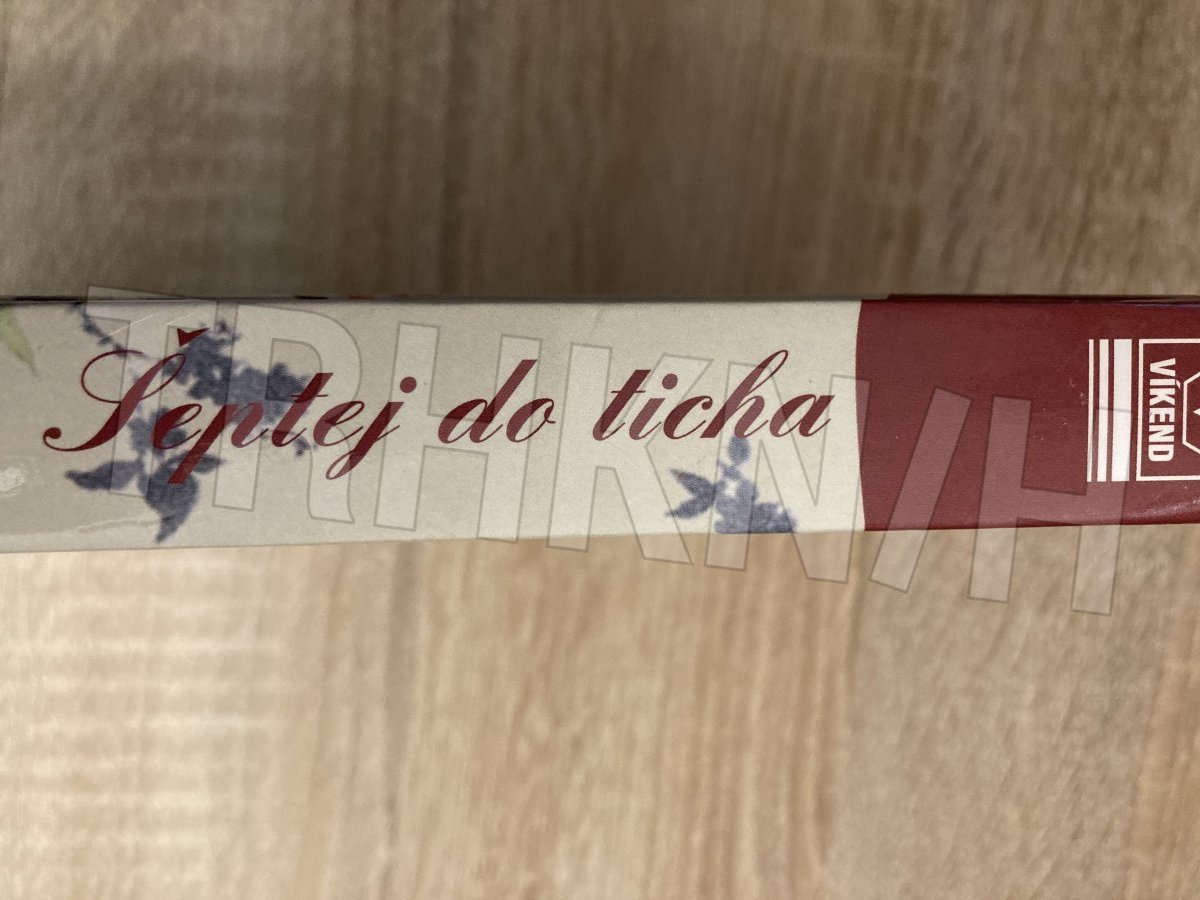 Šeptej do ticha
VÍKEND
TRHKNIH